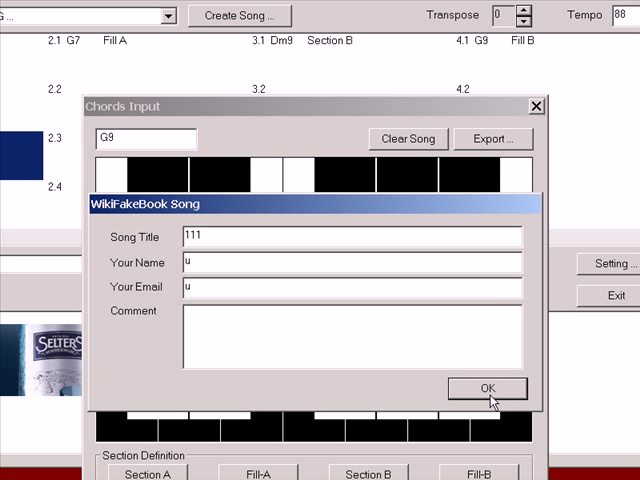 Create Song ...
Transpose
0
Tempo
88
2.1 G7 Fill A
3.1 Dm9 Section B
4.1 G9 Fill B
2.2
3.2
4.2
2.3
2.4
Chords Input
G9
Clear Song
Export ...
WikiFakeBook Song
Song Title
111
Your Name
u
Your Email
u
Comment
OK
Setting ...
Exit
SELTERS
Section Definition
Section A
Fill-A
Section B
Fill-B